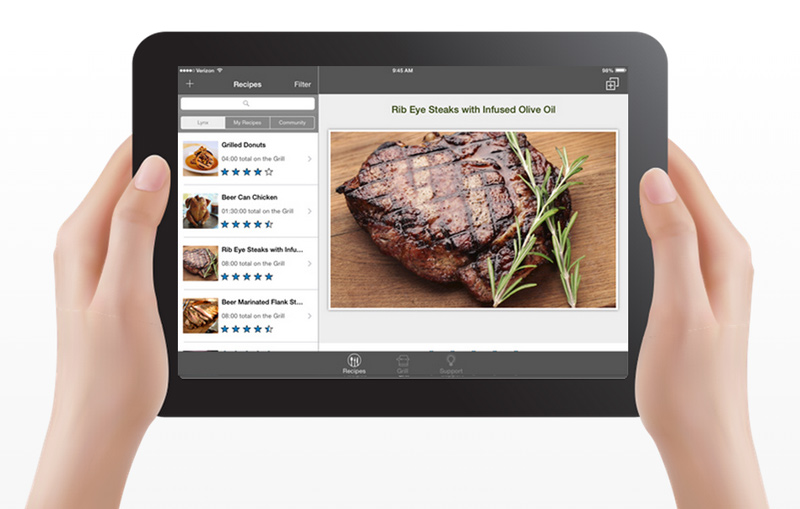 Verizon
9:45 AM
98%
+ Recipes Filter
Lynx My Recipes Community
Rib Eye Steaks with Infused Olive Oil
Grilled Donuts
04:00 total on the Grill
Beer Can Chicken
01:30:00 total on the Grill
Rib Eye Steaks with Infu...
08:00 total on the Grill
Beer Marinated Flank St...
08:00 total on the Grill
Recipes Grill Support